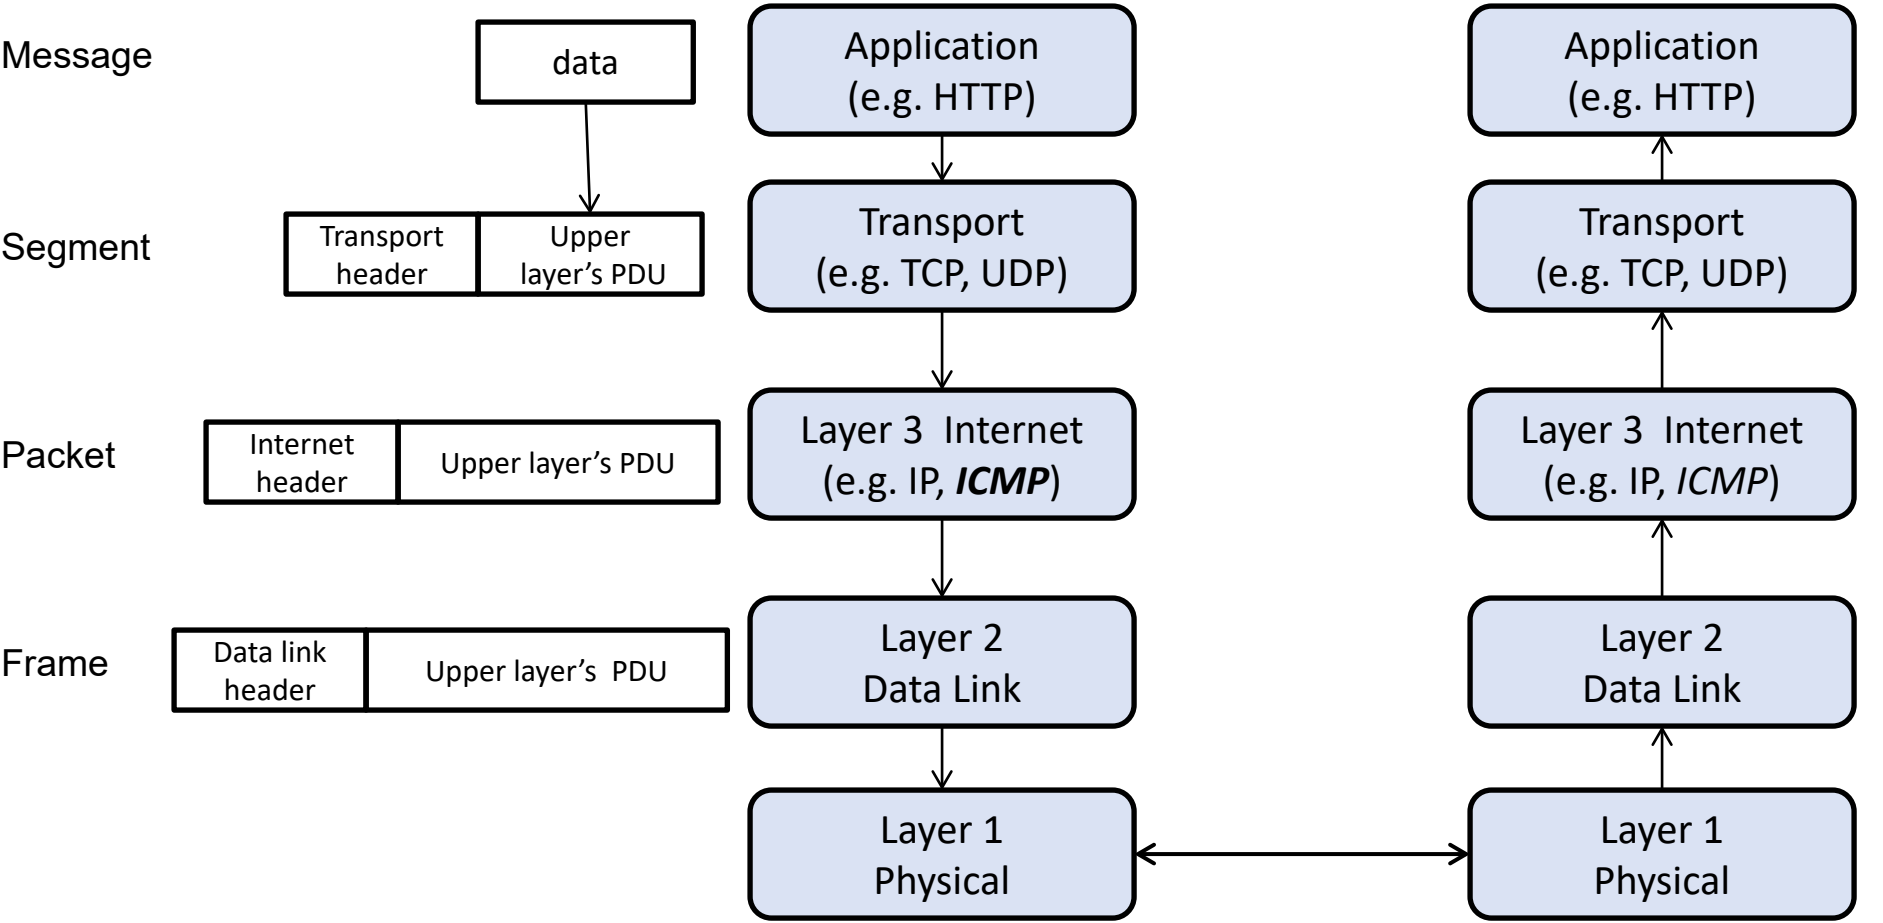 Message
data
Application
(e.g. HTTP)
Application
(e.g. HTTP)
Segment
Transport
header
Upper
layer’s PDU
Transport
(e.g. TCP, UDP)
Transport
(e.g. TCP, UDP)
Packet
Internet
header
Upper layer’s PDU
Layer 3  Internet
(e.g. IP, ICMP)
Layer 3  Internet
(e.g. IP, ICMP)
Frame
Data link
header
Upper layer’s  PDU
Layer 2
Data Link
Layer 2
Data Link
Layer 1
Physical
Layer 1
Physical